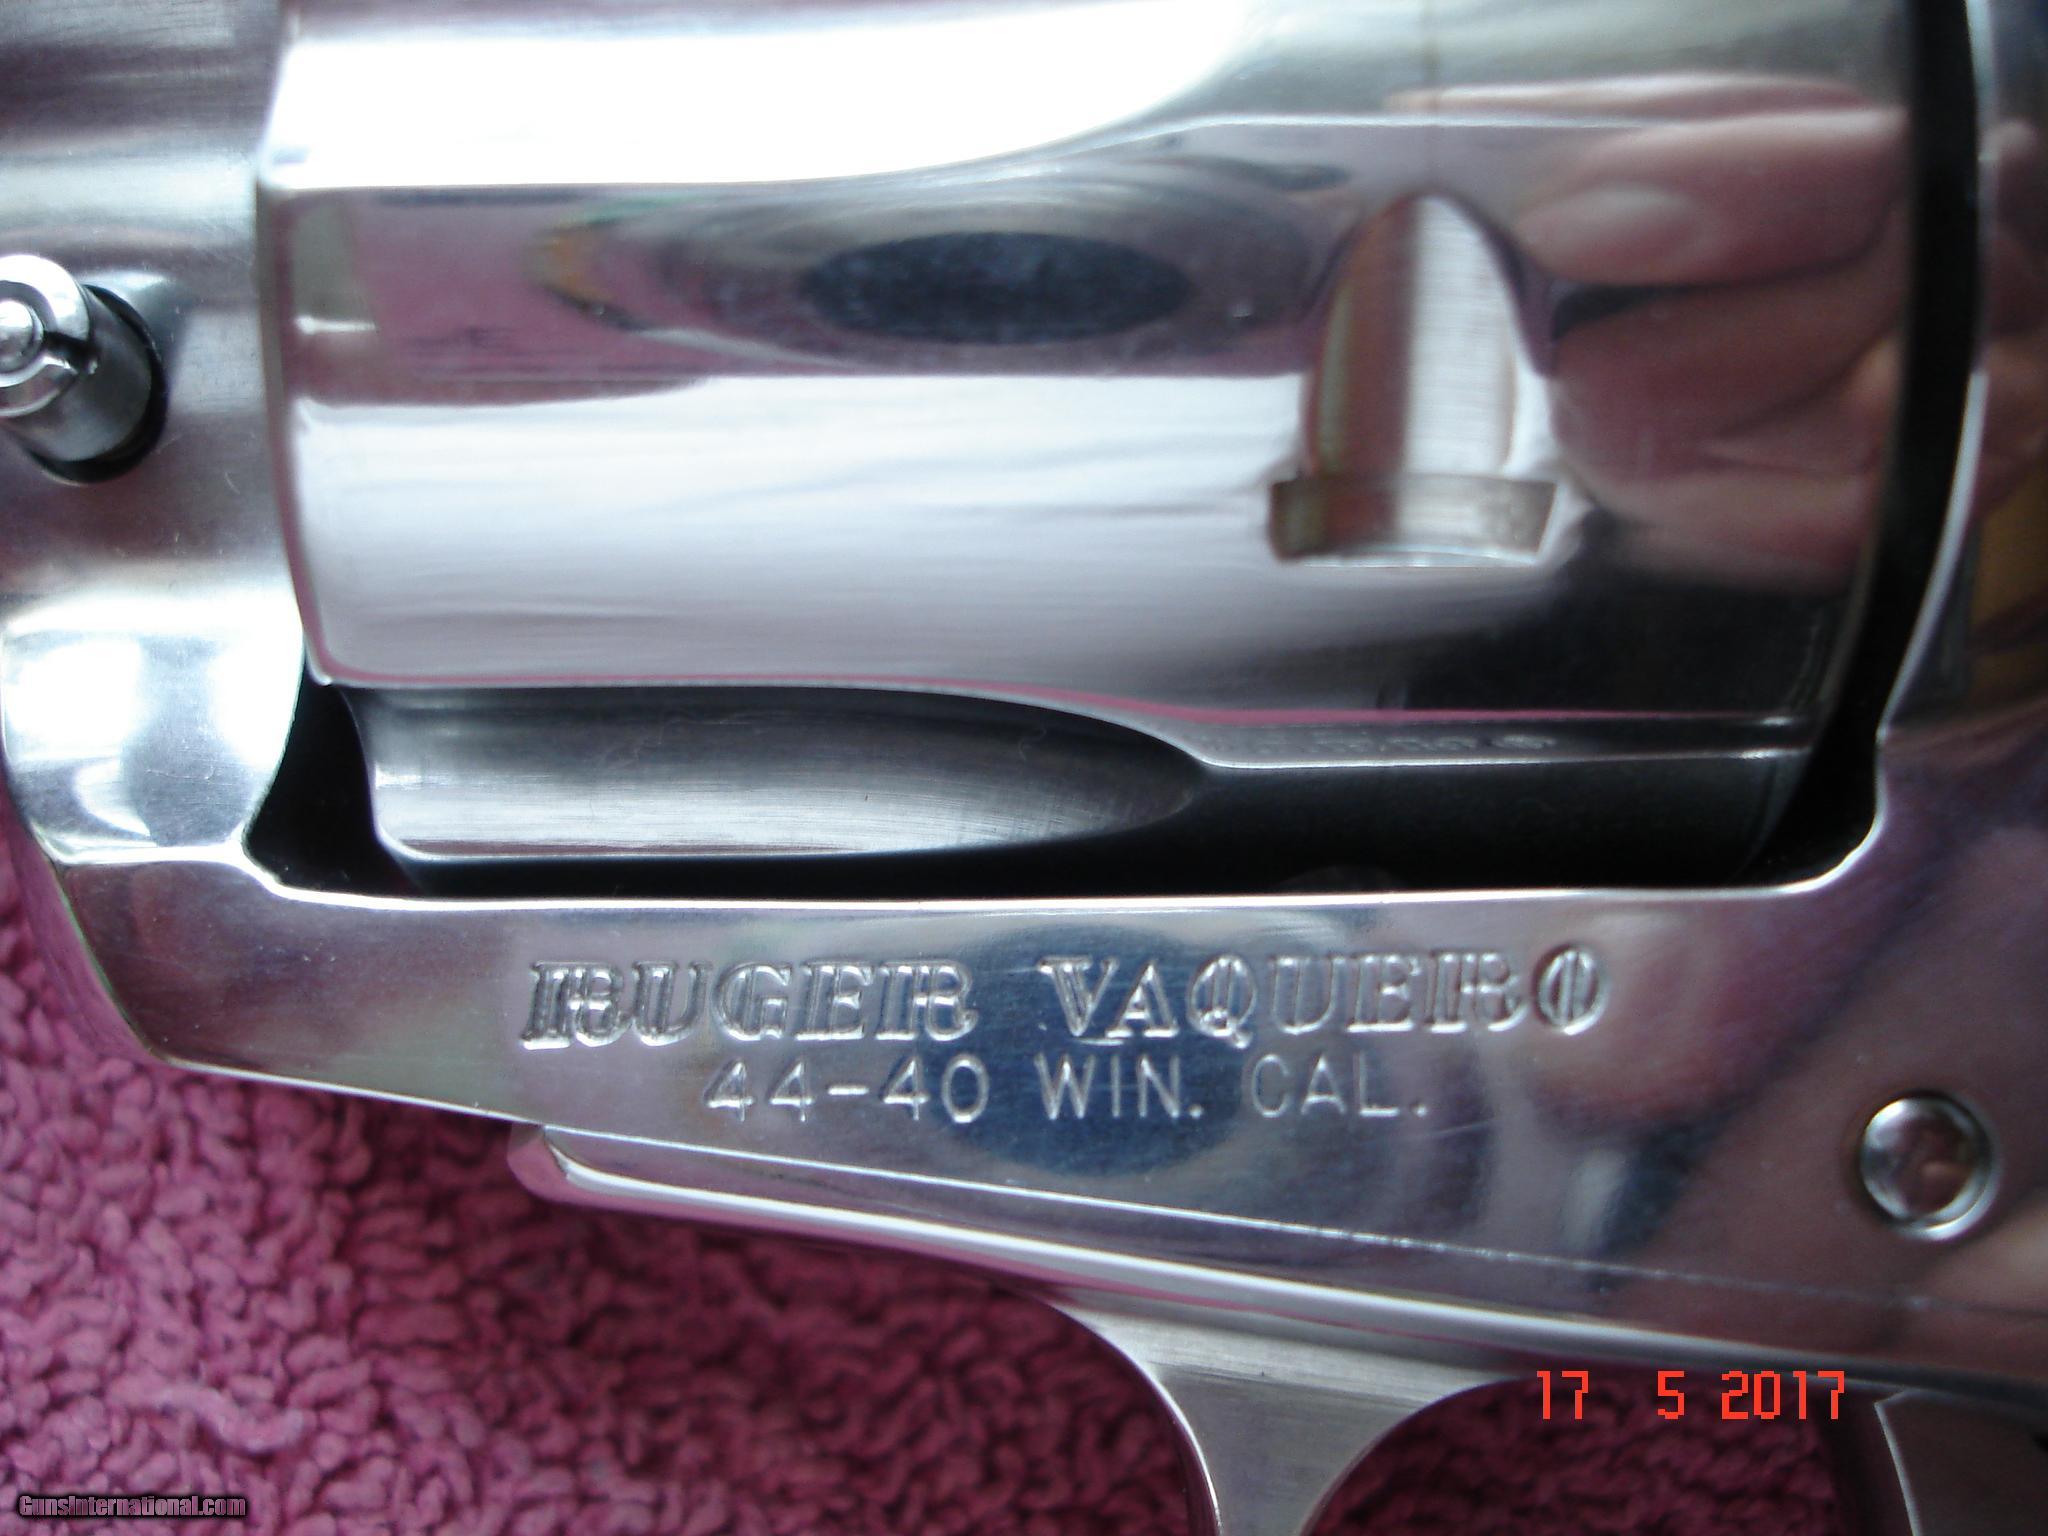 RUGER VAQUERO
44-40 WIN. CAL.
17 5 2017
GunsInternational.com